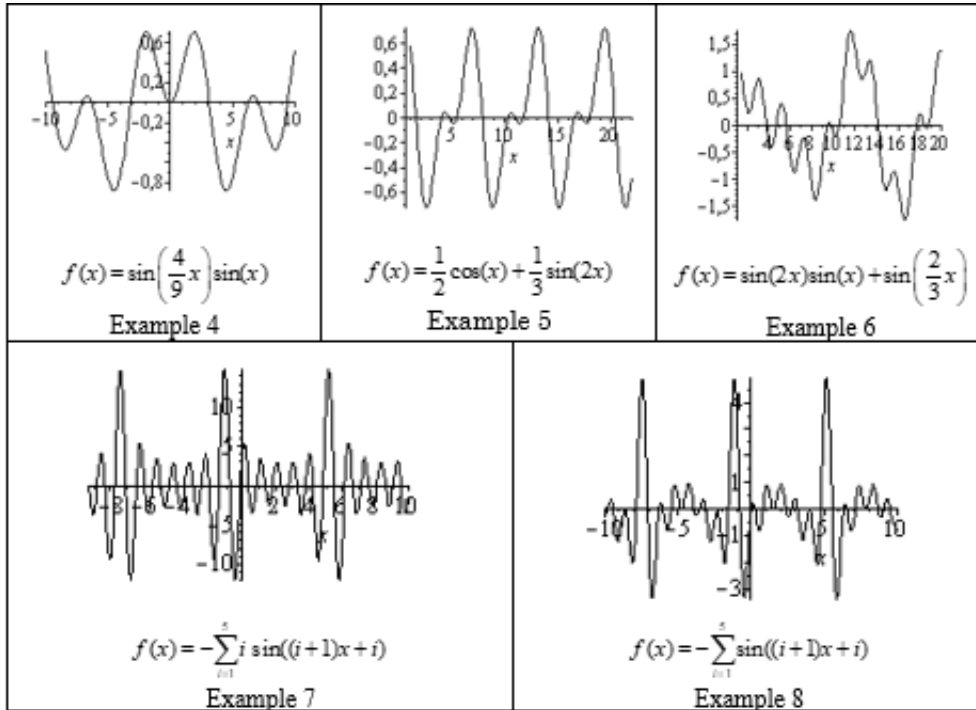 0,6
0,2
-10 -5 5 10
-0,2
x
-0,8
f(x) = sin(4/9 x) sin(x)
Example 4
0,6
0,4
0,2
0
5 10 15 20
-0,2
x
-0,4
-0,6
f(x) = 1/2 cos(x) + 1/3 sin(2x)
Example 5
1,5
1
0,5
0
4 6 8 10 12 14 16 18 20
-0,5
x
-1
-1,5
f(x) = sin(2x)sin(x) + sin(2/3 x)
Example 6
10
5
-8 -6 -4 2 4 6 8 10
-5
x
-10
f(x) = -∑_{i=1}^{5} i sin((i+1)x+i)
Example 7
4
1
-10 -5 5 10
-1
x
-3
f(x) = -∑_{i=1}^{5} sin((i+1)x+i)
Example 8